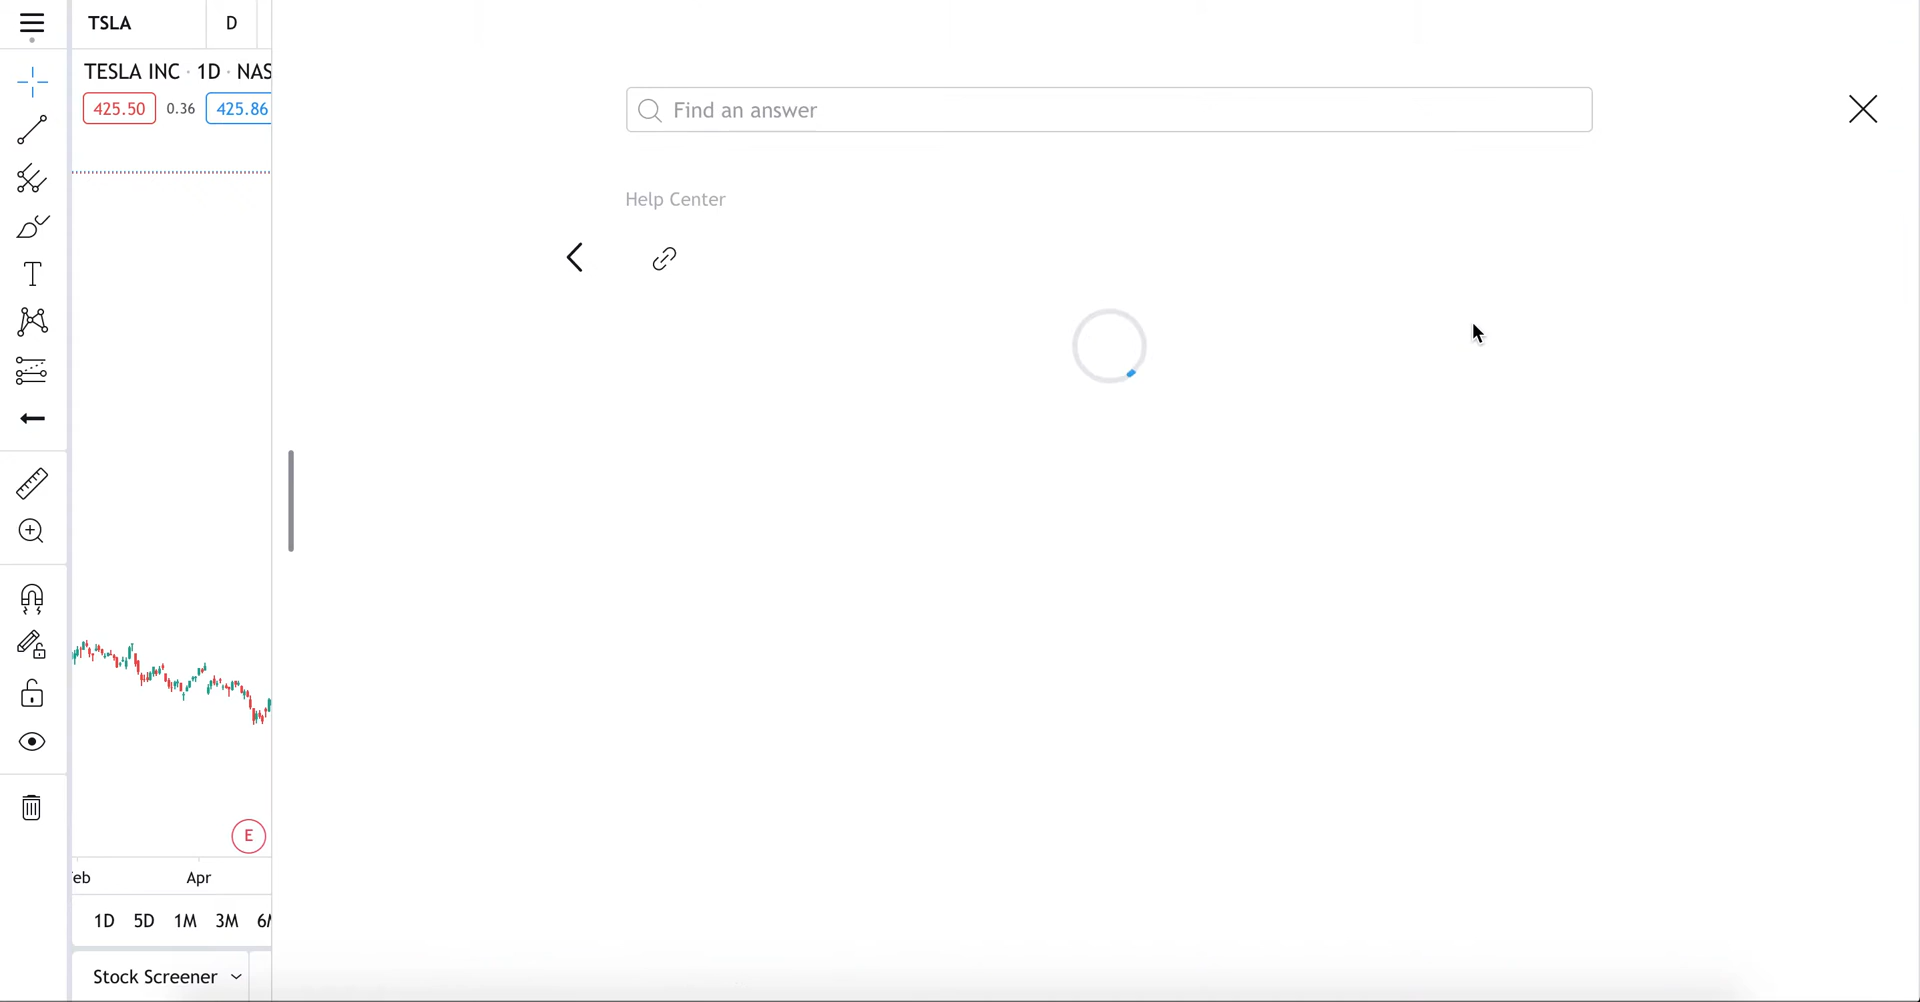 TSLA
D
TESLA INC · 1D · NAS
425.50 0.36 425.86
Find an answer
Help Center
E
eb Apr
1D 5D 1M 3M 6M
Stock Screener